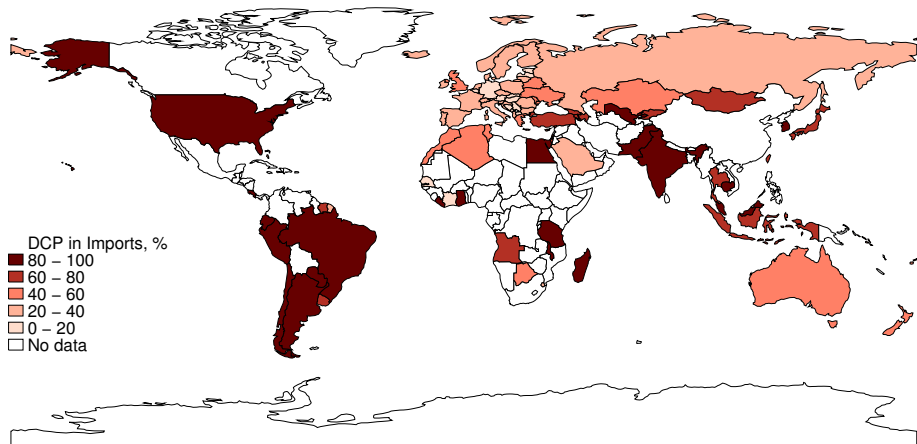 DCP in Imports, %
80 – 100
60 – 80
40 – 60
20 – 40
0 – 20
No data